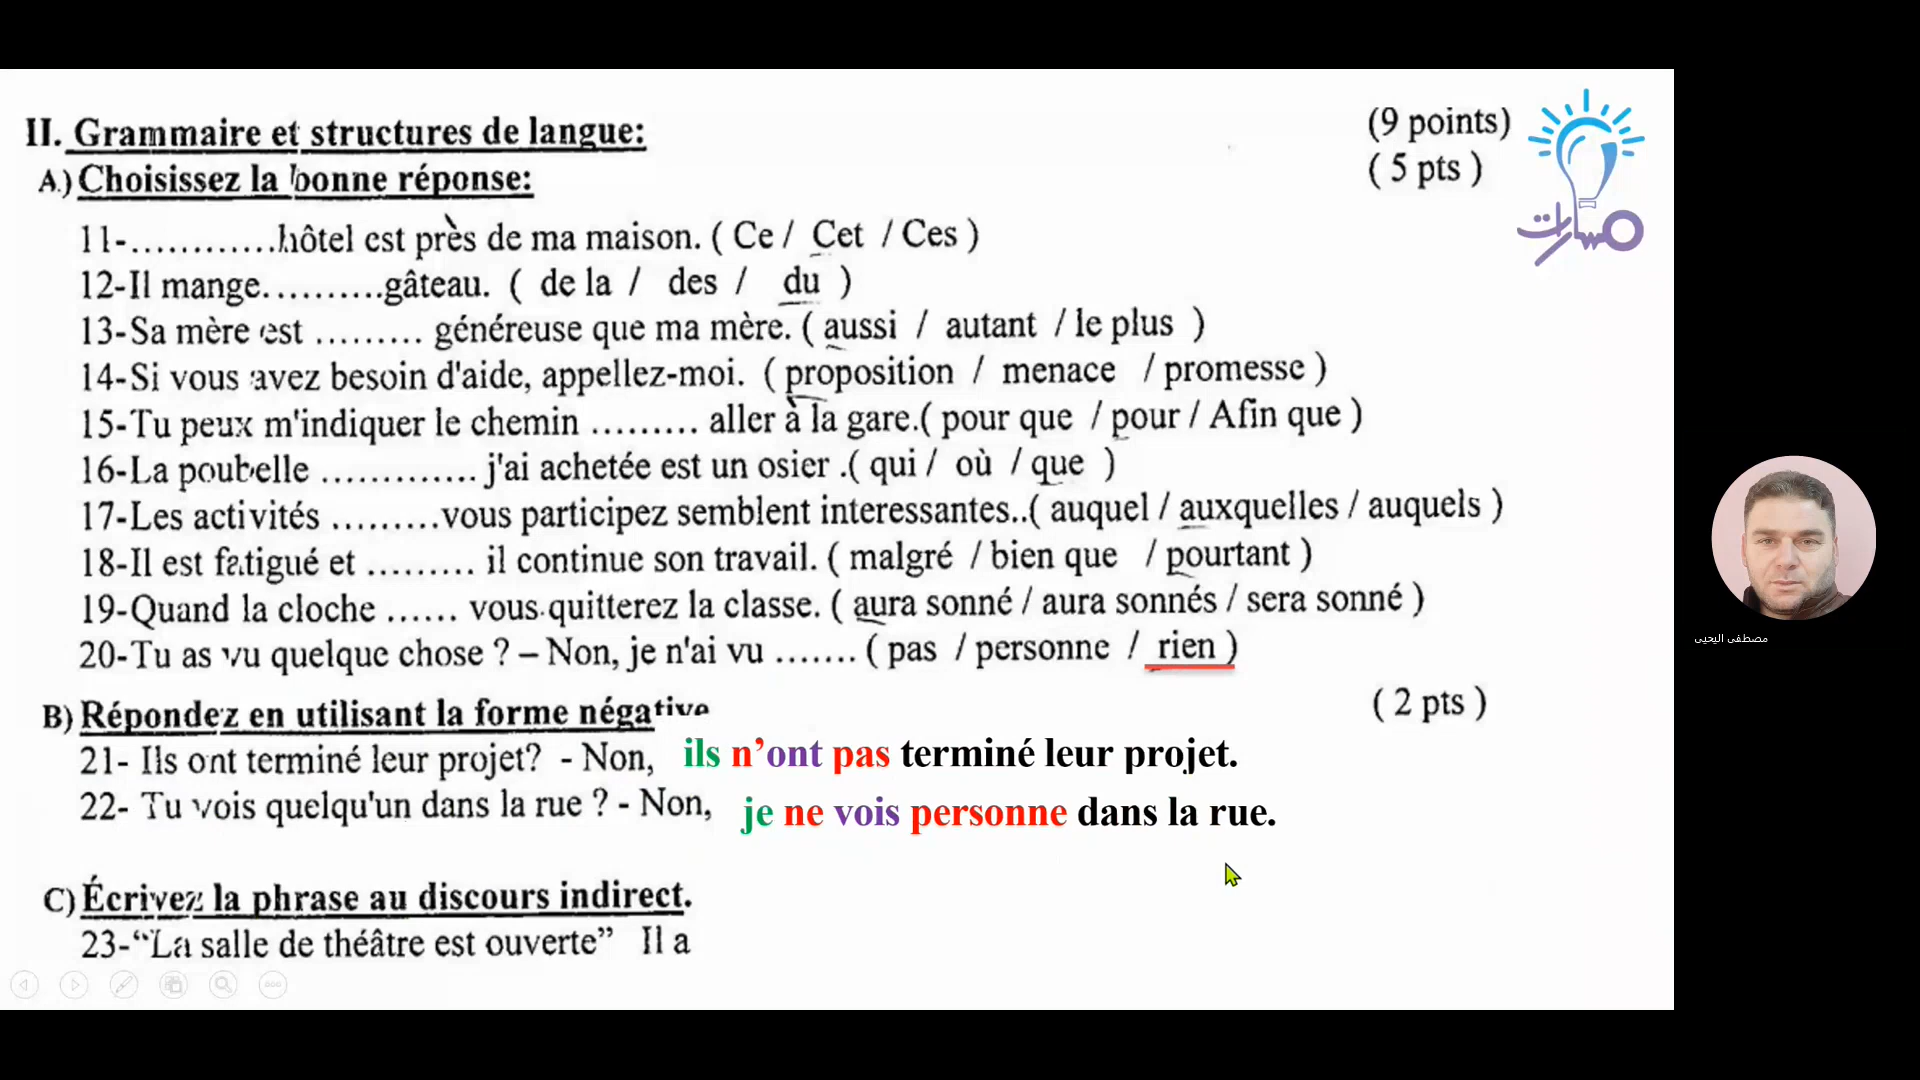 II. Grammaire et structures de langue: (9 points)
A.) Choisissez la bonne réponse: ( 5 pts )
11-............hôtel est près de ma maison. ( Ce / Cet / Ces )
12-Il mange..........gâteau. ( de la / des / du )
13-Sa mère est ......... généreuse que ma mère. ( aussi / autant / le plus )
14-Si vous avez besoin d'aide, appellez-moi. ( proposition / menace / promesse )
15-Tu peux m'indiquer le chemin ......... aller à la gare.( pour que / pour / Afin que )
16-La poubelle ............. j'ai achetée est un osier .( qui / où / que )
17-Les activités .........vous participez semblent interessantes..( auquel / auxquelles / auquels )
18-Il est fatigué et ......... il continue son travail. ( malgré / bien que / pourtant )
19-Quand la cloche ...... vous quitterez la classe. ( aura sonné / aura sonnés / sera sonné )
20-Tu as vu quelque chose ? – Non, je n'ai vu ....... ( pas / personne / rien )
B) Répondez en utilisant la forme négative ( 2 pts )
21- Ils ont terminé leur projet? - Non, ils n’ont pas terminé leur projet.
22- Tu vois quelqu'un dans la rue ? - Non, je ne vois personne dans la rue.
C) Écrivez la phrase au discours indirect.
23-“La salle de théâtre est ouverte” Il a
مسارات
مصطفى اليحيى